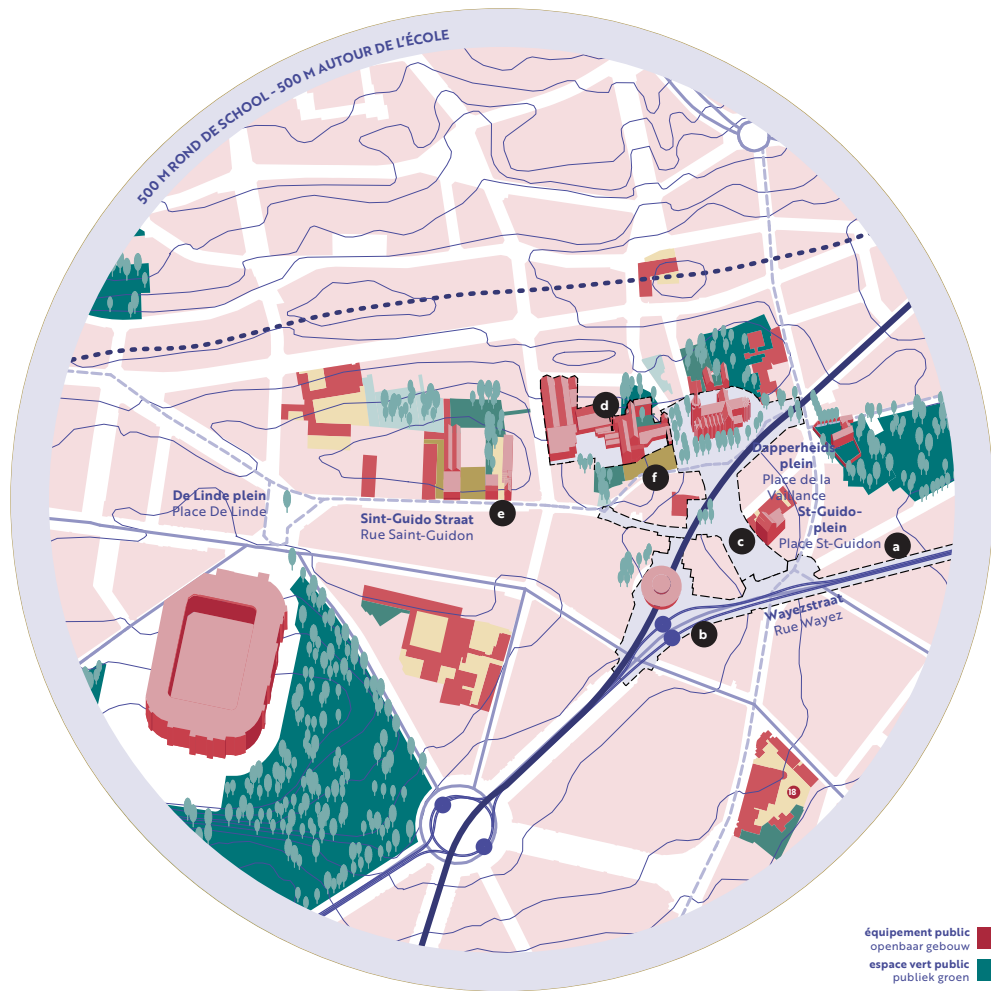 500 M ROND DE SCHOOL - 500 M AUTOUR DE L'ÉCOLE
d
Dapperheids-
plein
Place de la
Vaillance
f
De Linde plein
Place De Linde
e
Sint-Guido Straat
Rue Saint-Guidon
St-Guido-
plein
Place St-Guidon
c
a
Wayezstraat
Rue Wayez
b
18
équipement public
openbaar gebouw
espace vert public
publiek groen